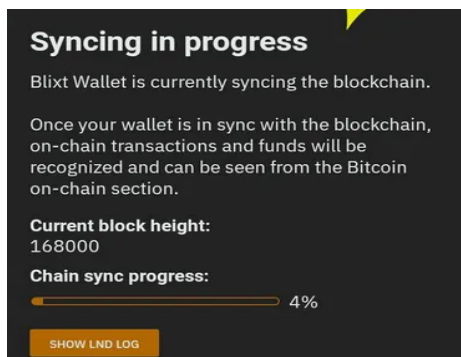 Syncing in progress
Blixt Wallet is currently syncing the blockchain.
Once your wallet is in sync with the blockchain,
on-chain transactions and funds will be
recognized and can be seen from the Bitcoin
on-chain section.
Current block height:
168000
Chain sync progress:
4%
SHOW LND LOG